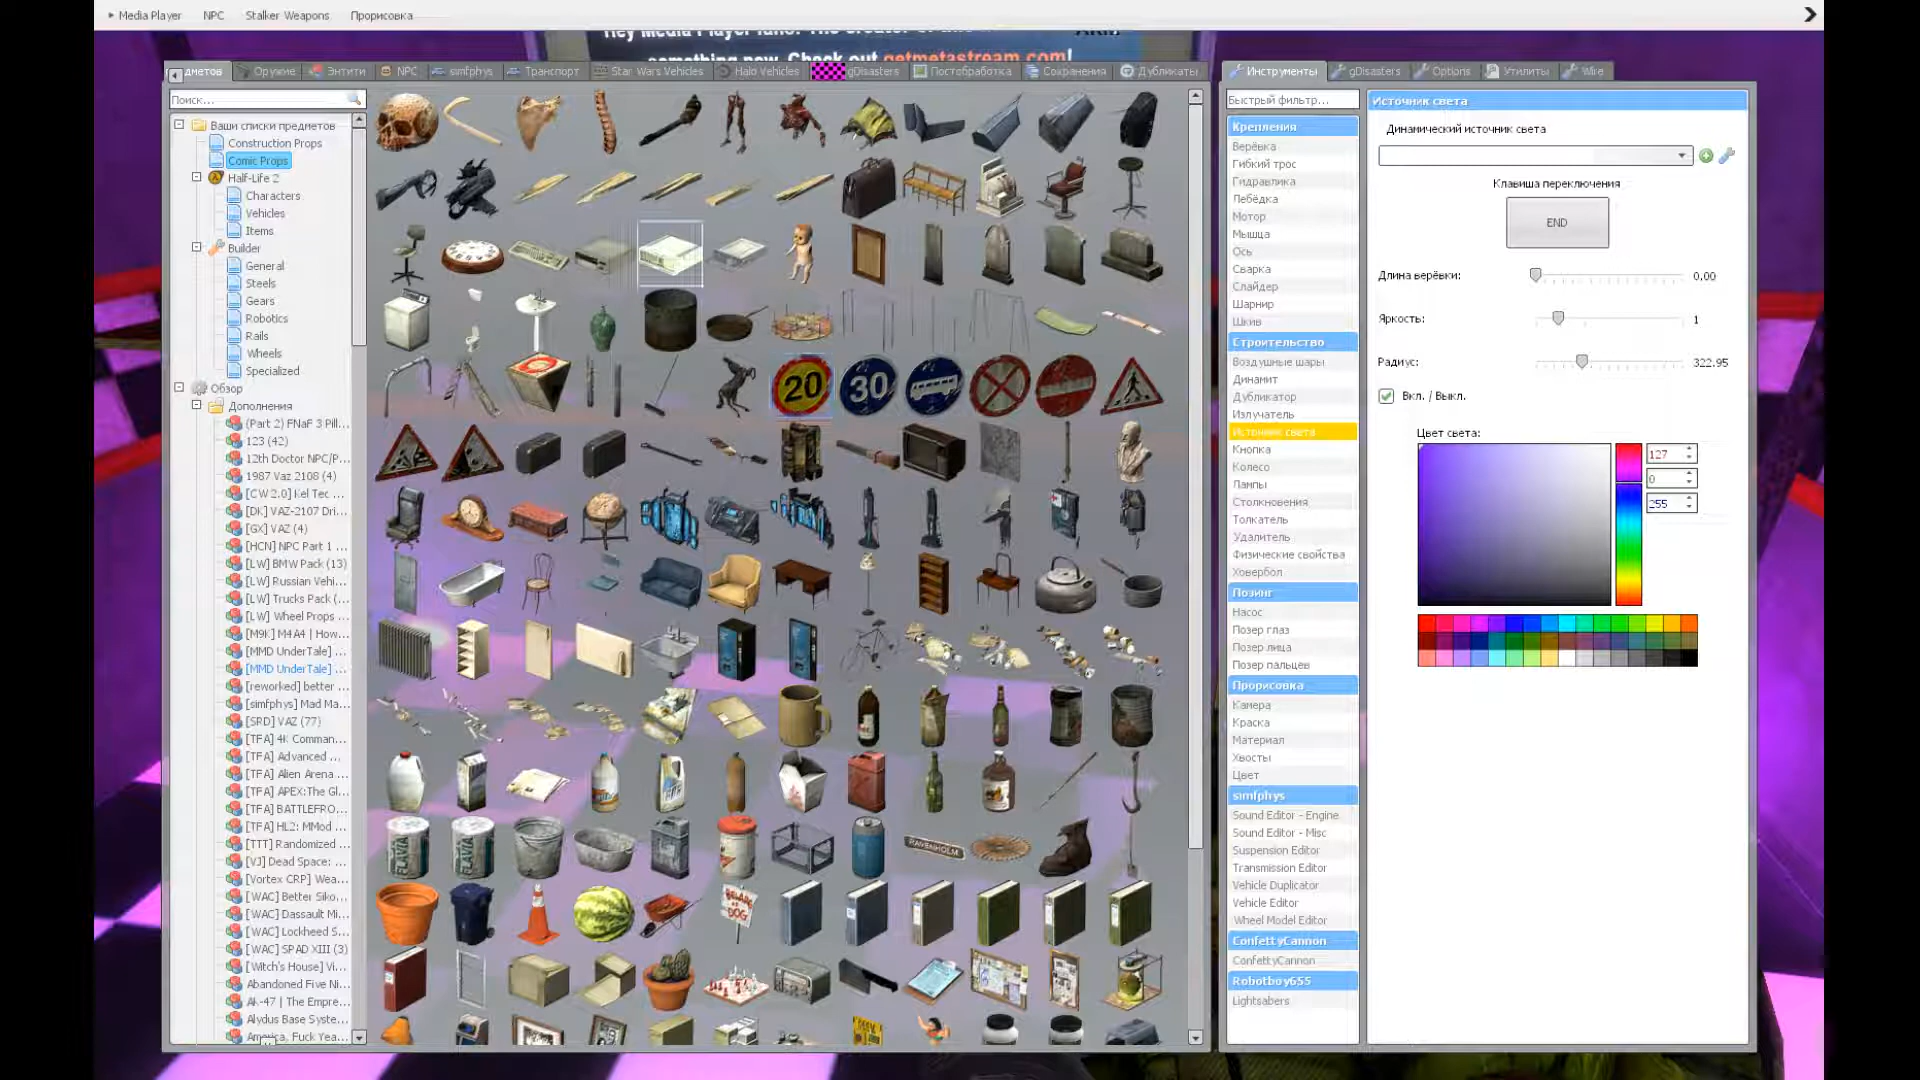 Media Player NPC Stalker Weapons Прорисовка
something now. Check out getmetastream.com!
Оружие Энтити NPC simfphys Транспорт Star Wars Vehicles Halo Vehicles gDisasters Постобработка Сохранения Дубликаты
Поиск...
Ваши списки предметов
Construction Props
Comic Props
Half-Life 2
Characters
Vehicles
Items
Builder
General
Steels
Gears
Robotics
Rails
Wheels
Specialized
Обзор
Дополнения
(Part 2) FNaF 3 Pill...
123 (42)
12th Doctor NPC/P...
1987 Vaz 2108 (4)
[CW 2.0] Kel Tec ...
[DK] VAZ-2107 Dri...
[GX] VAZ (4)
[HCN] NPC Part 1 ...
[LW] BMW Pack (13)
[LW] Russian Vehi...
[LW] Trucks Pack (...
[LW] Wheel Props ...
[M9K] M4A4 | How...
[MMD UnderTale] ...
[MMD UnderTale] ...
[reworked] better ...
[simfphys] Mad Ma...
[SRD] VAZ (77)
[TFA] 4K Comman...
[TFA] Advanced ...
[TFA] Alien Arena ...
[TFA] APEX:The Gl...
[TFA] BATTLEFRO...
[TFA] HL2: MMod ...
[TTT] Randomized ...
[VJ] Dead Space: ...
[Vortex CRP] Wea...
[WAC] Better Siko...
[WAC] Dassault Mi...
[WAC] Lockheed S...
[WAC] SPAD XIII (3)
[Witch's House] Vi...
Abandoned Five Ni...
AK-47 | The Empre...
Alydus Base Syste...
America, Fuck Yea...
20
30
RAVENHOLM
BEWARE
DOG
Инструменты gDisasters Options Утилиты Wire
Быстрый фильтр...
Крепления
Верёвка
Гибкий трос
Гидравлика
Лебёдка
Мотор
Мышца
Ось
Сварка
Слайдер
Шарнир
Шкив
Строительство
Воздушные шары
Динамит
Дубликатор
Излучатель
Источник света
Кнопка
Колесо
Лампы
Столкновения
Толкатель
Удалитель
Физические свойства
Ховербол
Позинг
Насос
Позер глаз
Позер лица
Позер пальцев
Прорисовка
Камера
Краска
Материал
Хвосты
Цвет
simfphys
Sound Editor - Engine
Sound Editor - Misc
Suspension Editor
Transmission Editor
Vehicle Duplicator
Vehicle Editor
Wheel Model Editor
ConfettyCannon
ConfettyCannon
Robotboy655
Lightsabers
Источник света
Динамический источник света
Клавиша переключения
END
Длина верёвки: 0.00
Яркость: 1
Радиус: 322.95
Вкл. / Выкл.
Цвет света:
127
0
255